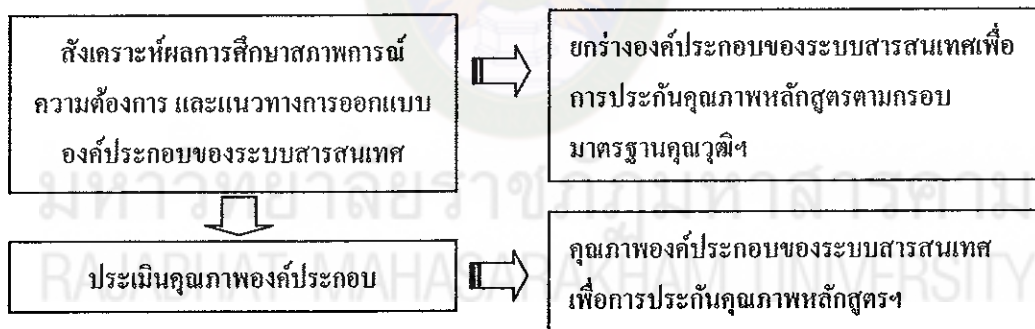 สังเคราะห์ผลการศึกษาสภาพการณ์
ความต้องการ และแนวทางการออกแบบ
องค์ประกอบของระบบสารสนเทศ
ยกร่างองค์ประกอบของระบบสารสนเทศเพื่อ
การประกันคุณภาพหลักสูตรตามกรอบ
มาตรฐานคุณวุฒิฯ
มหาวิทยาลัยราชภัฏมหาสารคาม
ประเมินคุณภาพองค์ประกอบ
คุณภาพองค์ประกอบของระบบสารสนเทศ
เพื่อการประกันคุณภาพหลักสูตรฯ
RAJABHAT MAHASARAKHAM UNIVERSITY